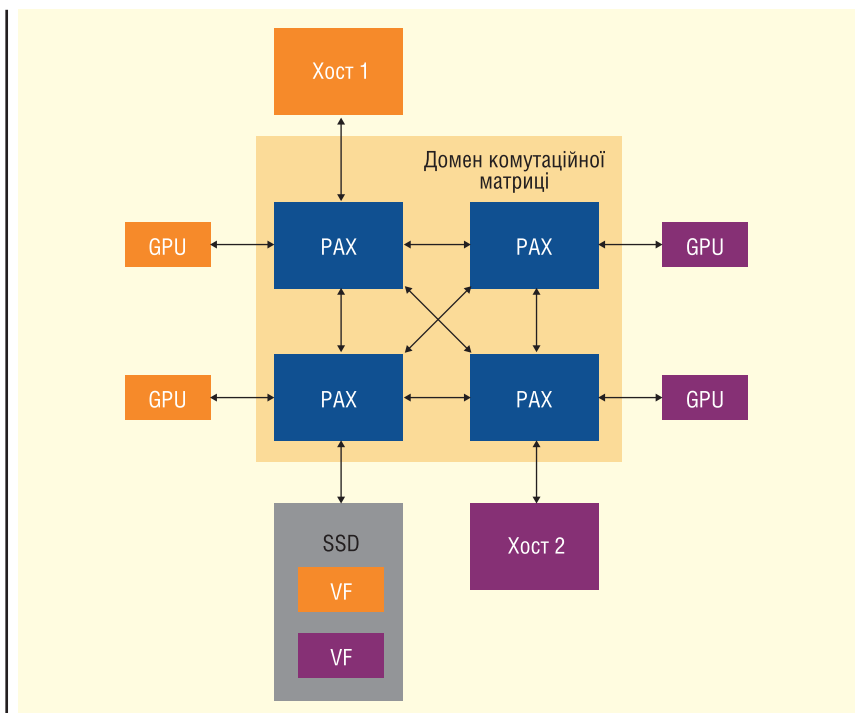 Хост 1
Домен комутаційної
матриці
GPU
PAX
PAX
GPU
GPU
PAX
PAX
GPU
SSD
VF
VF
Хост 2